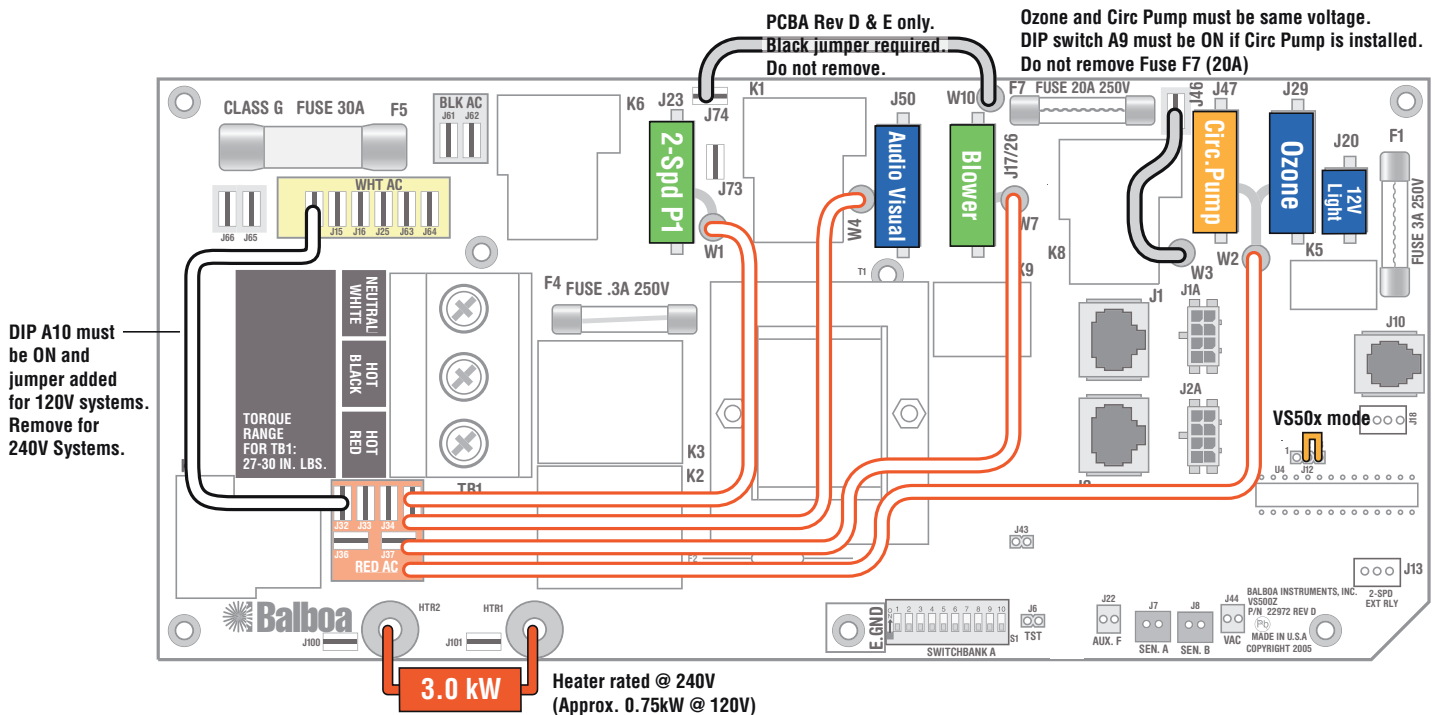 PCBA Rev D & E only.
Black jumper required.
Do not remove.
Ozone and Circ Pump must be same voltage.
DIP switch A9 must be ON if Circ Pump is installed.
Do not remove Fuse F7 (20A)
CLASS G FUSE 30A F5
BLK AC
J61 J62
K6
J23
J74
K1
W10
F7 FUSE 20A 250V
J50
J46
J47
J29
J20
F1
FUSE 3A 250V
2-Spd P1
Audio Visual
Blower
J17/26
Circ.Pump
Ozone
12V
Light
J73
WHT AC
J66 J65
J15 J16 J25 J63 J64
W1
W4
W7
K8
W3
W2
K5
T1
K9
NEUTRAL
WHITE
HOT
BLACK
HOT
RED
F4 FUSE .3A 250V
J1
J1A
J10
J2A
DIP A10 must
be ON and
jumper added
for 120V systems.
Remove for
240V Systems.
TORQUE
RANGE
FOR TB1:
27-30 IN. LBS.
VS50x mode
J18
1
J12
U4
K3
K2
TB1
J32 J33 J34
J36 J37
RED AC
F2
J43
J13
2-SPD
EXT RLY
Balboa
HTR2
HTR1
J100
J101
E.GND
ON
1 2 3 4 5 6 7 8 9 10
S1
SWITCHBANK A
J6
TST
J22
AUX. F
J7
SEN. A
J8
SEN. B
J44
VAC
BALBOA INSTRUMENTS, INC.
VS500Z
P/N 22972 REV D
Pb
MADE IN U.S.A
COPYRIGHT 2005
3.0 kW
Heater rated @ 240V
(Approx. 0.75kW @ 120V)